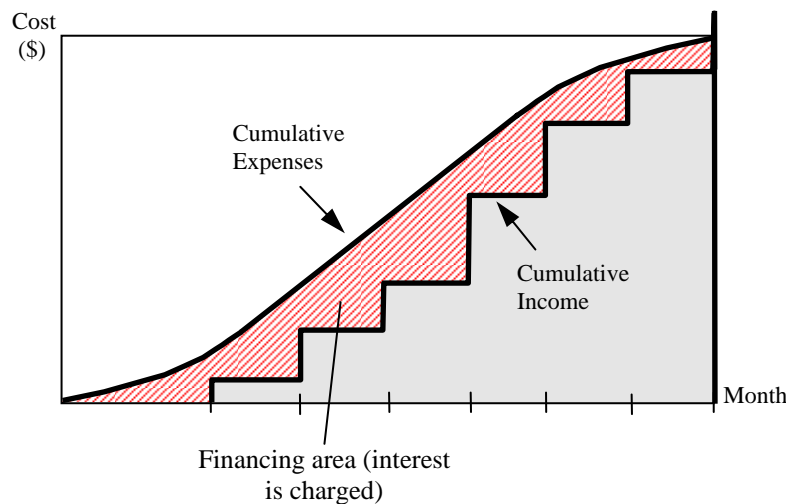 Cost
($)
Cumulative
Expenses
Cumulative
Income
Month
Financing area (interest
is charged)